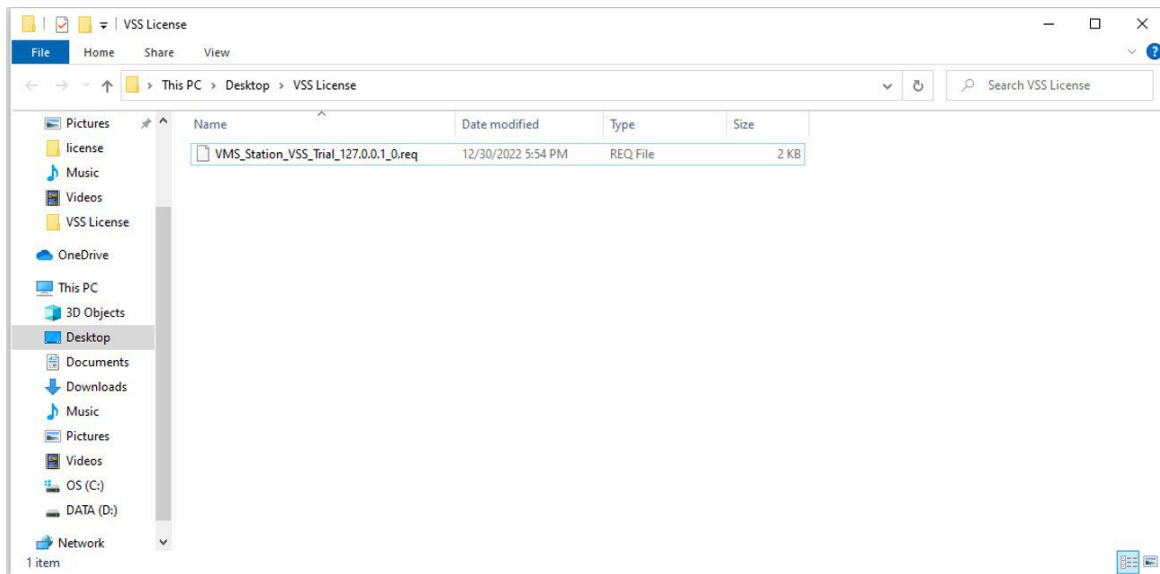 VSS License
File Home Share View
This PC > Desktop > VSS License
Search VSS License
Pictures
license
Music
Videos
VSS License
OneDrive
This PC
3D Objects
Desktop
Documents
Downloads
Music
Pictures
Videos
OS (C:)
DATA (D:)
Network
Name Date modified Type Size
VMS_Station_VSS_Trial_127.0.0.1_0.req 12/30/2022 5:54 PM REQ File 2 KB
1 item